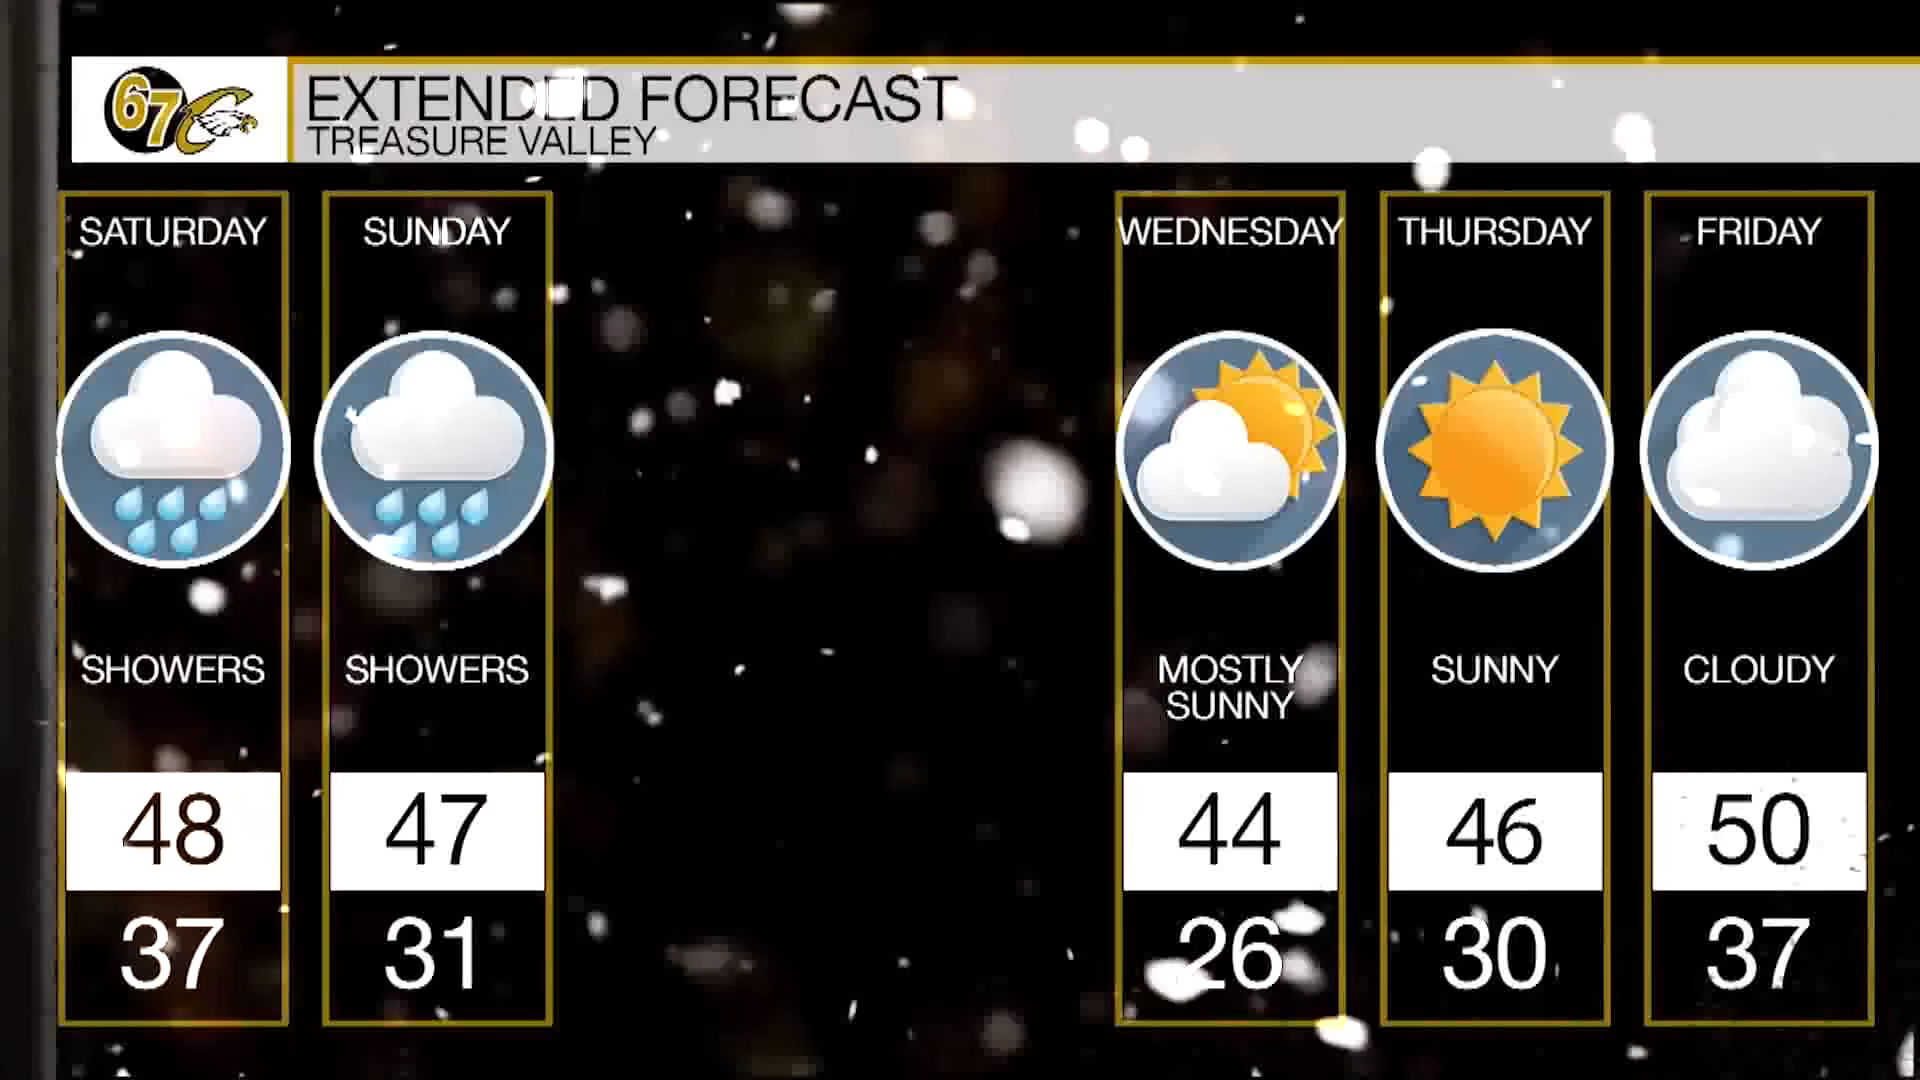 67C
EXTENDED FORECAST
TREASURE VALLEY
SATURDAY
SUNDAY
WEDNESDAY
THURSDAY
FRIDAY
SHOWERS
SHOWERS
MOSTLY
SUNNY
SUNNY
CLOUDY
48
47
44
46
50
37
31
26
30
37